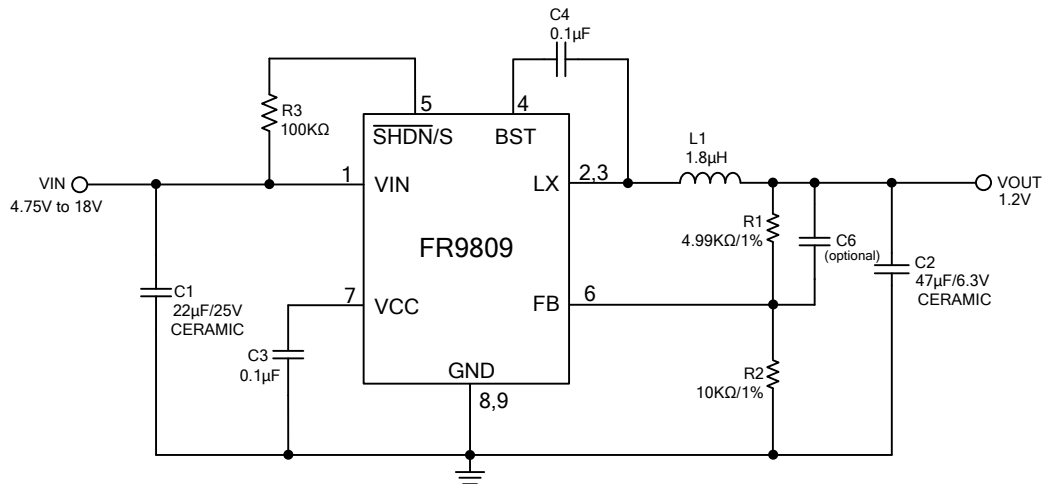 C4
0.1µF
R3
100KΩ
5
4
SHDN/S
BST
L1
1.8µH
VIN
4.75V to 18V
1
VIN
LX
2,3
VOUT
1.2V
R1
4.99KΩ/1%
C6
(optional)
FR9809
C2
47µF/6.3V
CERAMIC
C1
22µF/25V
CERAMIC
7
VCC
FB
6
C3
0.1µF
GND
8,9
R2
10KΩ/1%